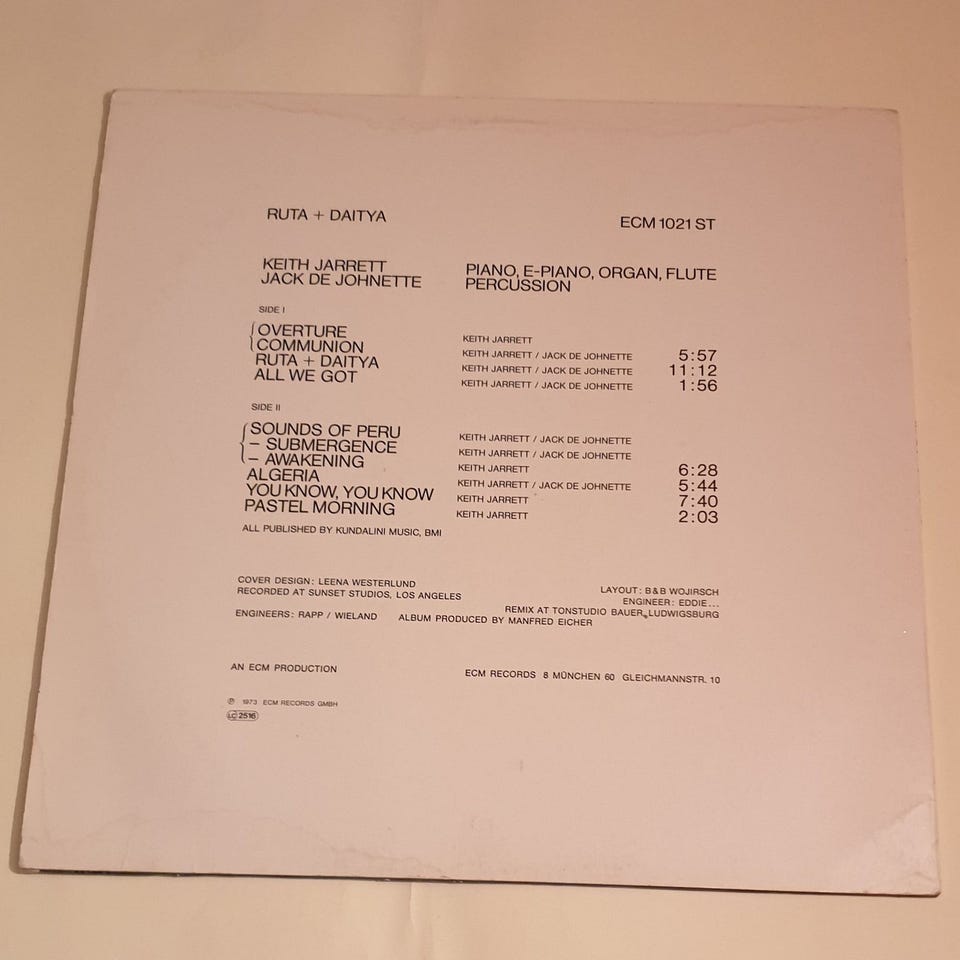 RUTA + DAITYA ECM 1021 ST
KEITH JARRETT PIANO, E-PIANO, ORGAN, FLUTE
JACK DE JOHNETTE PERCUSSION
SIDE I
OVERTURE KEITH JARRETT
COMMUNION KEITH JARRETT / JACK DE JOHNETTE 5:57
RUTA + DAITYA KEITH JARRETT / JACK DE JOHNETTE 11:12
ALL WE GOT KEITH JARRETT / JACK DE JOHNETTE 1:56
SIDE II
SOUNDS OF PERU KEITH JARRETT / JACK DE JOHNETTE
– SUBMERGENCE KEITH JARRETT / JACK DE JOHNETTE
– AWAKENING KEITH JARRETT 6:28
ALGERIA KEITH JARRETT / JACK DE JOHNETTE 5:44
YOU KNOW, YOU KNOW KEITH JARRETT 7:40
PASTEL MORNING KEITH JARRETT 2:03
ALL PUBLISHED BY KUNDALINI MUSIC, BMI
COVER DESIGN: LEENA WESTERLUND LAYOUT: B&B WOJIRSCH
RECORDED AT SUNSET STUDIOS, LOS ANGELES ENGINEER: EDDIE...
REMIX AT TONSTUDIO BAUER, LUDWIGSBURG
ENGINEERS: RAPP / WIELAND ALBUM PRODUCED BY MANFRED EICHER
AN ECM PRODUCTION ECM RECORDS 8 MÜNCHEN 60 GLEICHMANNSTR. 10
℗ 1973 ECM RECORDS GMBH
LC 2516